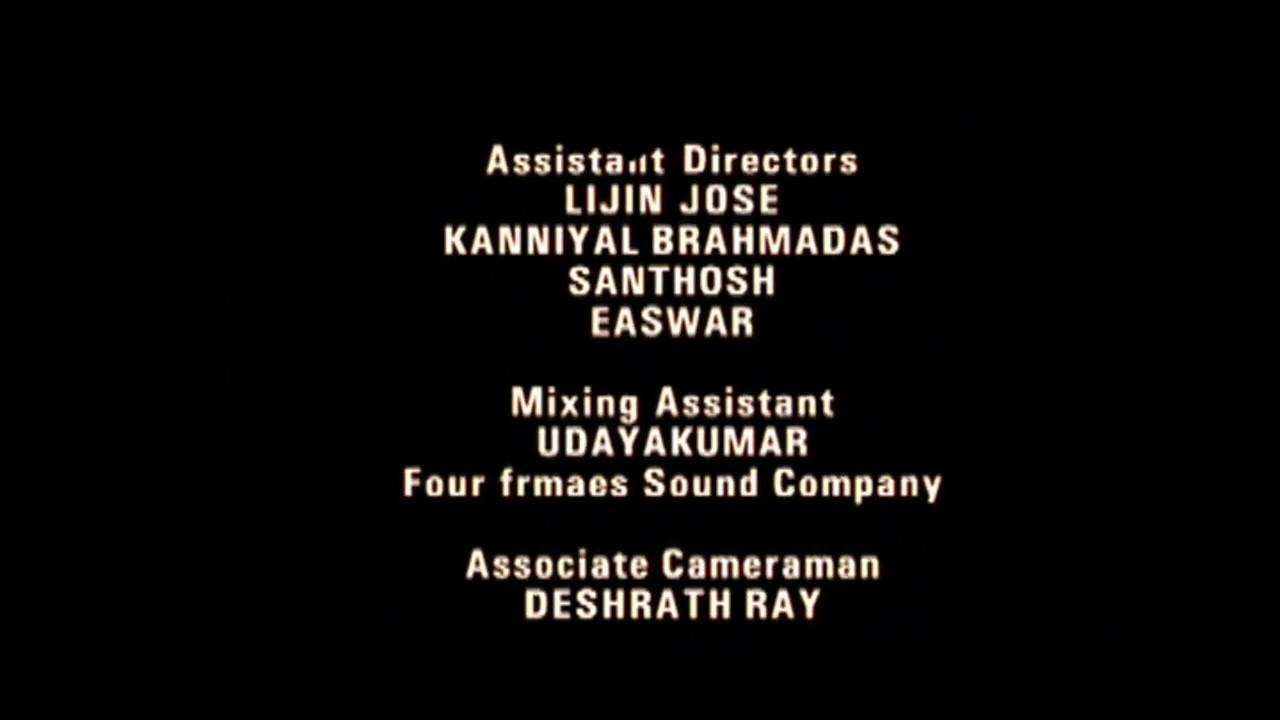 Assistant Directors
LIJIN JOSE
KANNIYAL BRAHMADAS
SANTHOSH
EASWAR
Mixing Assistant
UDAYAKUMAR
Four frmaes Sound Company
Associate Cameraman
DESHRATH RAY